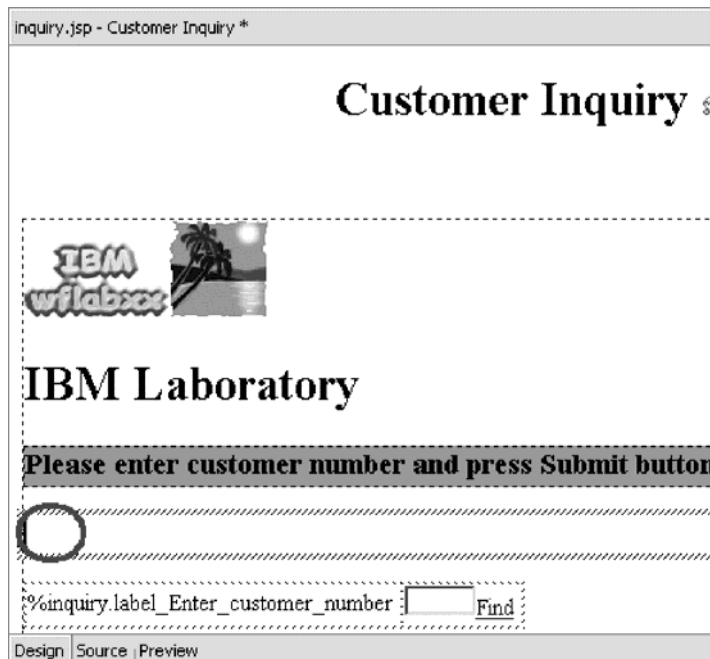 inquiry.jsp - Customer Inquiry *
Customer Inquiry
IBM
wflabxx
IBM Laboratory
Please enter customer number and press Submit button
%inquiry.label_Enter_customer_number Find
Design Source Preview